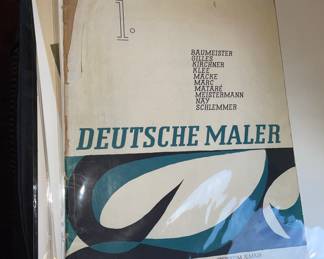 1.
BAUMEISTER
GILLES
KIRCHNER
KLEE
MACKE
MARC
MATARÉ
MEISTERMANN
NAY
SCHLEMMER
DEUTSCHE MALER